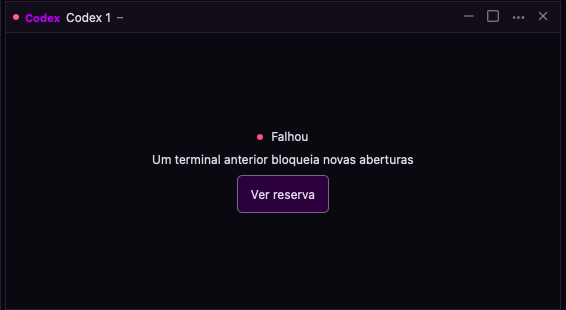 Codex Codex 1 –
Falhou
Um terminal anterior bloqueia novas aberturas
Ver reserva